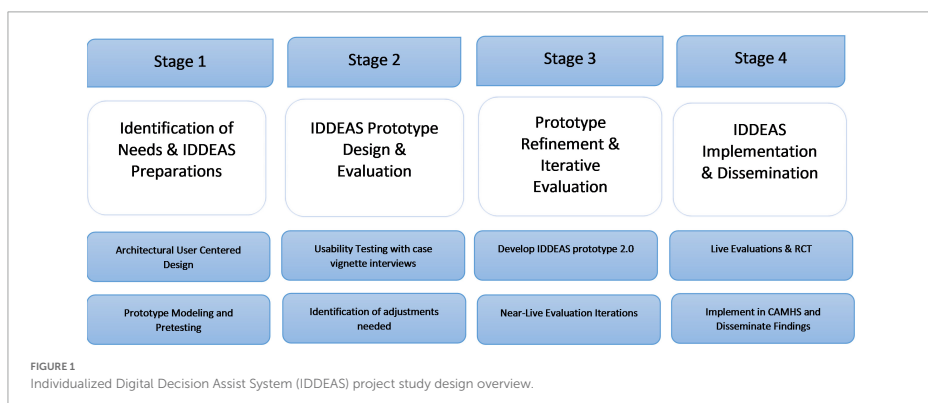 Stage 1
Stage 2
Stage 3
Stage 4
Identification of
Needs & IDDEAS
Preparations
IDDEAS Prototype
Design &
Evaluation
Prototype
Refinement &
Iterative
Evaluation
IDDEAS
Implementation
& Dissemination
Architectural User Centered
Design
Usability Testing with case
vignette interviews
Develop IDDEAS prototype 2.0
Live Evaluations & RCT
Prototype Modeling and
Pretesting
Identification of adjustments
needed
Near-Live Evaluation Iterations
Implement in CAMHS and
Disseminate Findings
FIGURE 1
Individualized Digital Decision Assist System (IDDEAS) project study design overview.